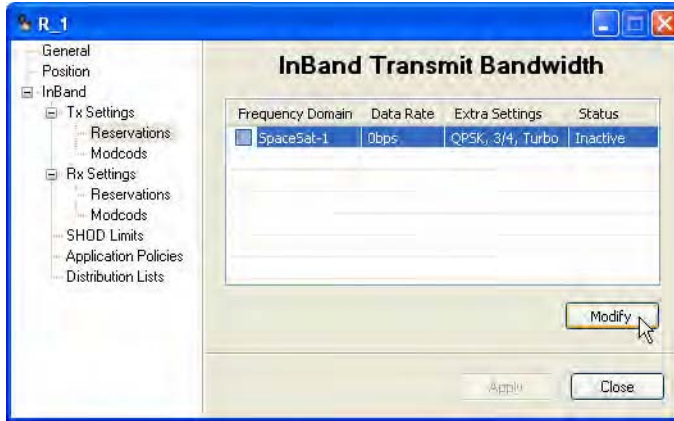 R_1
General
Position
InBand
Tx Settings
Reservations
Modcods
Rx Settings
Reservations
Modcods
SHOD Limits
Application Policies
Distribution Lists
InBand Transmit Bandwidth
Frequency Domain Data Rate Extra Settings Status
SpaceSat-1 0bps QPSK, 3/4, Turbo Inactive
Modify
Apply Close